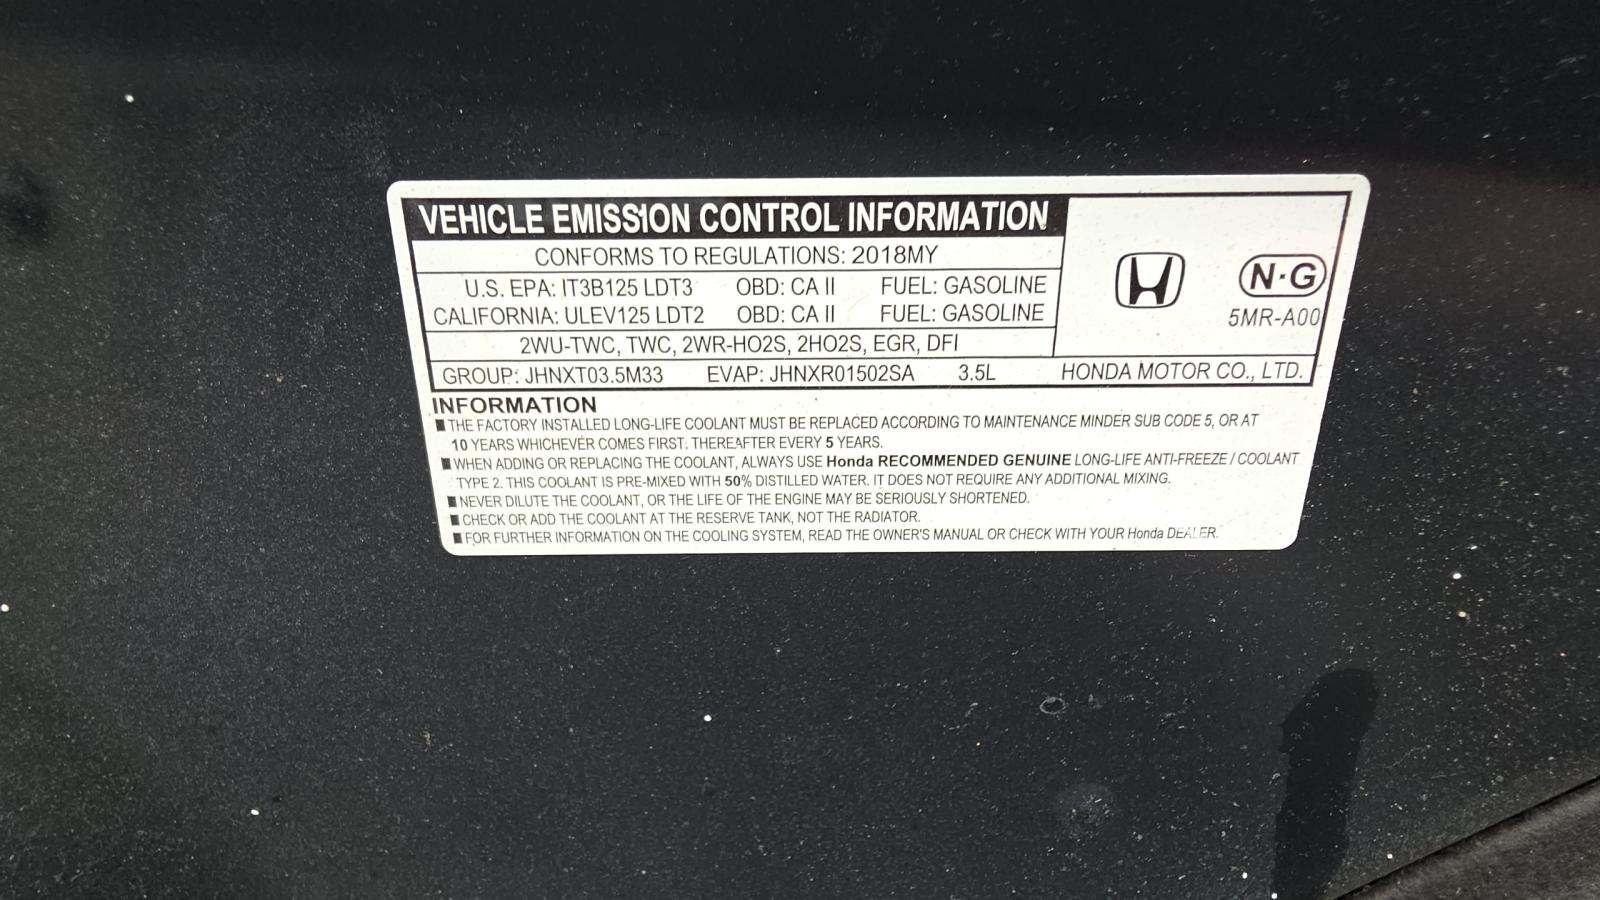 VEHICLE EMISSION CONTROL INFORMATION
CONFORMS TO REGULATIONS: 2018MY
U.S. EPA: IT3B125 LDT3 OBD: CA II FUEL: GASOLINE
CALIFORNIA: ULEV125 LDT2 OBD: CA II FUEL: GASOLINE
2WU-TWC, TWC, 2WR-HO2S, 2HO2S, EGR, DFI
N·G
5MR-A00
GROUP: JHNXT03.5M33 EVAP: JHNXR01502SA 3.5L HONDA MOTOR CO., LTD.
INFORMATION
■ THE FACTORY INSTALLED LONG-LIFE COOLANT MUST BE REPLACED ACCORDING TO MAINTENANCE MINDER SUB CODE 5, OR AT
10 YEARS WHICHEVER COMES FIRST. THEREAFTER EVERY 5 YEARS.
■ WHEN ADDING OR REPLACING THE COOLANT, ALWAYS USE Honda RECOMMENDED GENUINE LONG-LIFE ANTI-FREEZE / COOLANT
TYPE 2. THIS COOLANT IS PRE-MIXED WITH 50% DISTILLED WATER. IT DOES NOT REQUIRE ANY ADDITIONAL MIXING.
■ NEVER DILUTE THE COOLANT, OR THE LIFE OF THE ENGINE MAY BE SERIOUSLY SHORTENED.
■ CHECK OR ADD THE COOLANT AT THE RESERVE TANK, NOT THE RADIATOR.
■ FOR FURTHER INFORMATION ON THE COOLING SYSTEM, READ THE OWNER'S MANUAL OR CHECK WITH YOUR Honda DEALER.